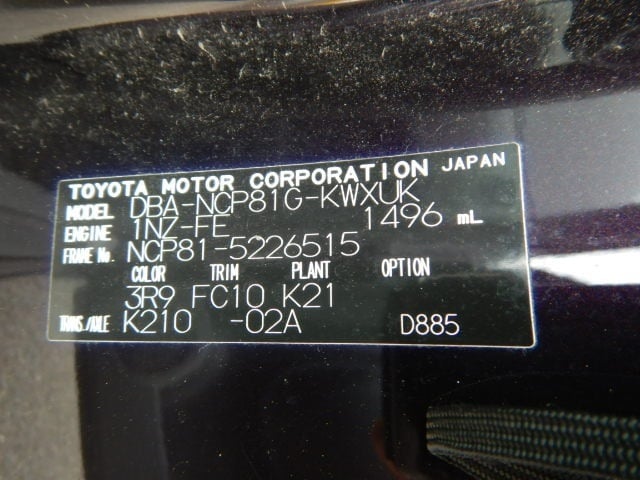 TOYOTA MOTOR CORPORATION JAPAN
MODEL DBA-NCP81G-KWXUK
ENGINE 1NZ-FE 1496 mL
FRAME No. NCP81-5226515
COLOR TRIM PLANT OPTION
3R9 FC10 K21
TRANS./AXLE K210 -02A D885